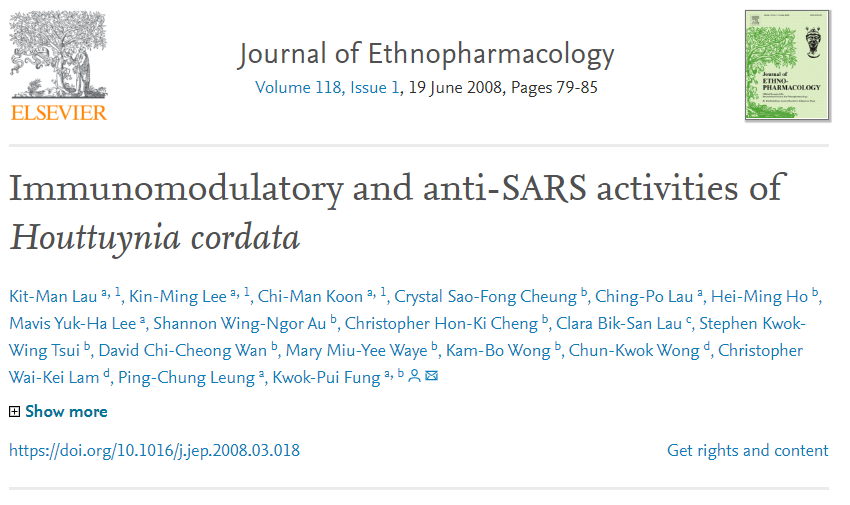 Journal of Ethnopharmacology
Volume 118, Issue 1, 19 June 2008, Pages 79-85
ELSEVIER
Journal of
ETHNO-
PHARMACOLOGY
Immunomodulatory and anti-SARS activities of
Houttuynia cordata
Kit-Man Lau a, 1, Kin-Ming Lee a, 1, Chi-Man Koon a, 1, Crystal Sao-Fong Cheung b, Ching-Po Lau a, Hei-Ming Ho b,
Mavis Yuk-Ha Lee a, Shannon Wing-Ngor Au b, Christopher Hon-Ki Cheng b, Clara Bik-San Lau c, Stephen Kwok-
Wing Tsui b, David Chi-Cheong Wan b, Mary Miu-Yee Waye b, Kam-Bo Wong b, Chun-Kwok Wong d, Christopher
Wai-Kei Lam d, Ping-Chung Leung a, Kwok-Pui Fung a, b
Show more
https://doi.org/10.1016/j.jep.2008.03.018
Get rights and content